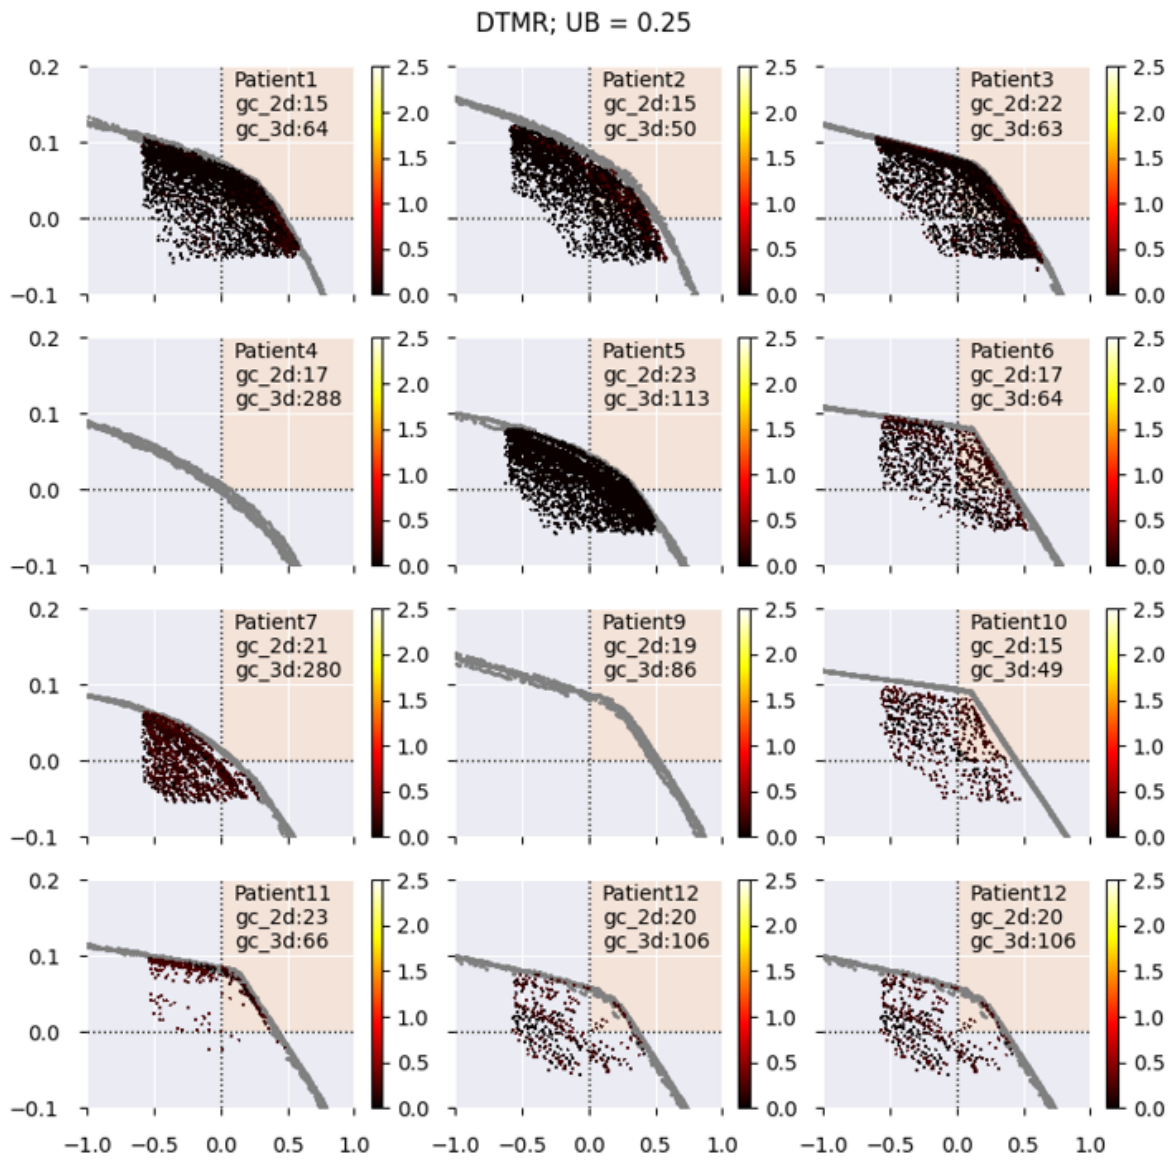 DTMR; UB = 0.25
0.2
0.1
0.0
−0.1
Patient1
gc_2d:15
gc_3d:64
2.5
2.0
1.5
1.0
0.5
0.0
Patient2
gc_2d:15
gc_3d:50
2.5
2.0
1.5
1.0
0.5
0.0
Patient3
gc_2d:22
gc_3d:63
2.5
2.0
1.5
1.0
0.5
0.0
0.2
0.1
0.0
−0.1
Patient4
gc_2d:17
gc_3d:288
2.5
2.0
1.5
1.0
0.5
0.0
Patient5
gc_2d:23
gc_3d:113
2.5
2.0
1.5
1.0
0.5
0.0
Patient6
gc_2d:17
gc_3d:64
2.5
2.0
1.5
1.0
0.5
0.0
0.2
0.1
0.0
−0.1
Patient7
gc_2d:21
gc_3d:280
2.5
2.0
1.5
1.0
0.5
0.0
Patient9
gc_2d:19
gc_3d:86
2.5
2.0
1.5
1.0
0.5
0.0
Patient10
gc_2d:15
gc_3d:49
2.5
2.0
1.5
1.0
0.5
0.0
0.2
0.1
0.0
−0.1
Patient11
gc_2d:23
gc_3d:66
2.5
2.0
1.5
1.0
0.5
0.0
Patient12
gc_2d:20
gc_3d:106
2.5
2.0
1.5
1.0
0.5
0.0
Patient12
gc_2d:20
gc_3d:106
2.5
2.0
1.5
1.0
0.5
0.0
−1.0 −0.5 0.0 0.5 1.0
−1.0 −0.5 0.0 0.5 1.0
−1.0 −0.5 0.0 0.5 1.0